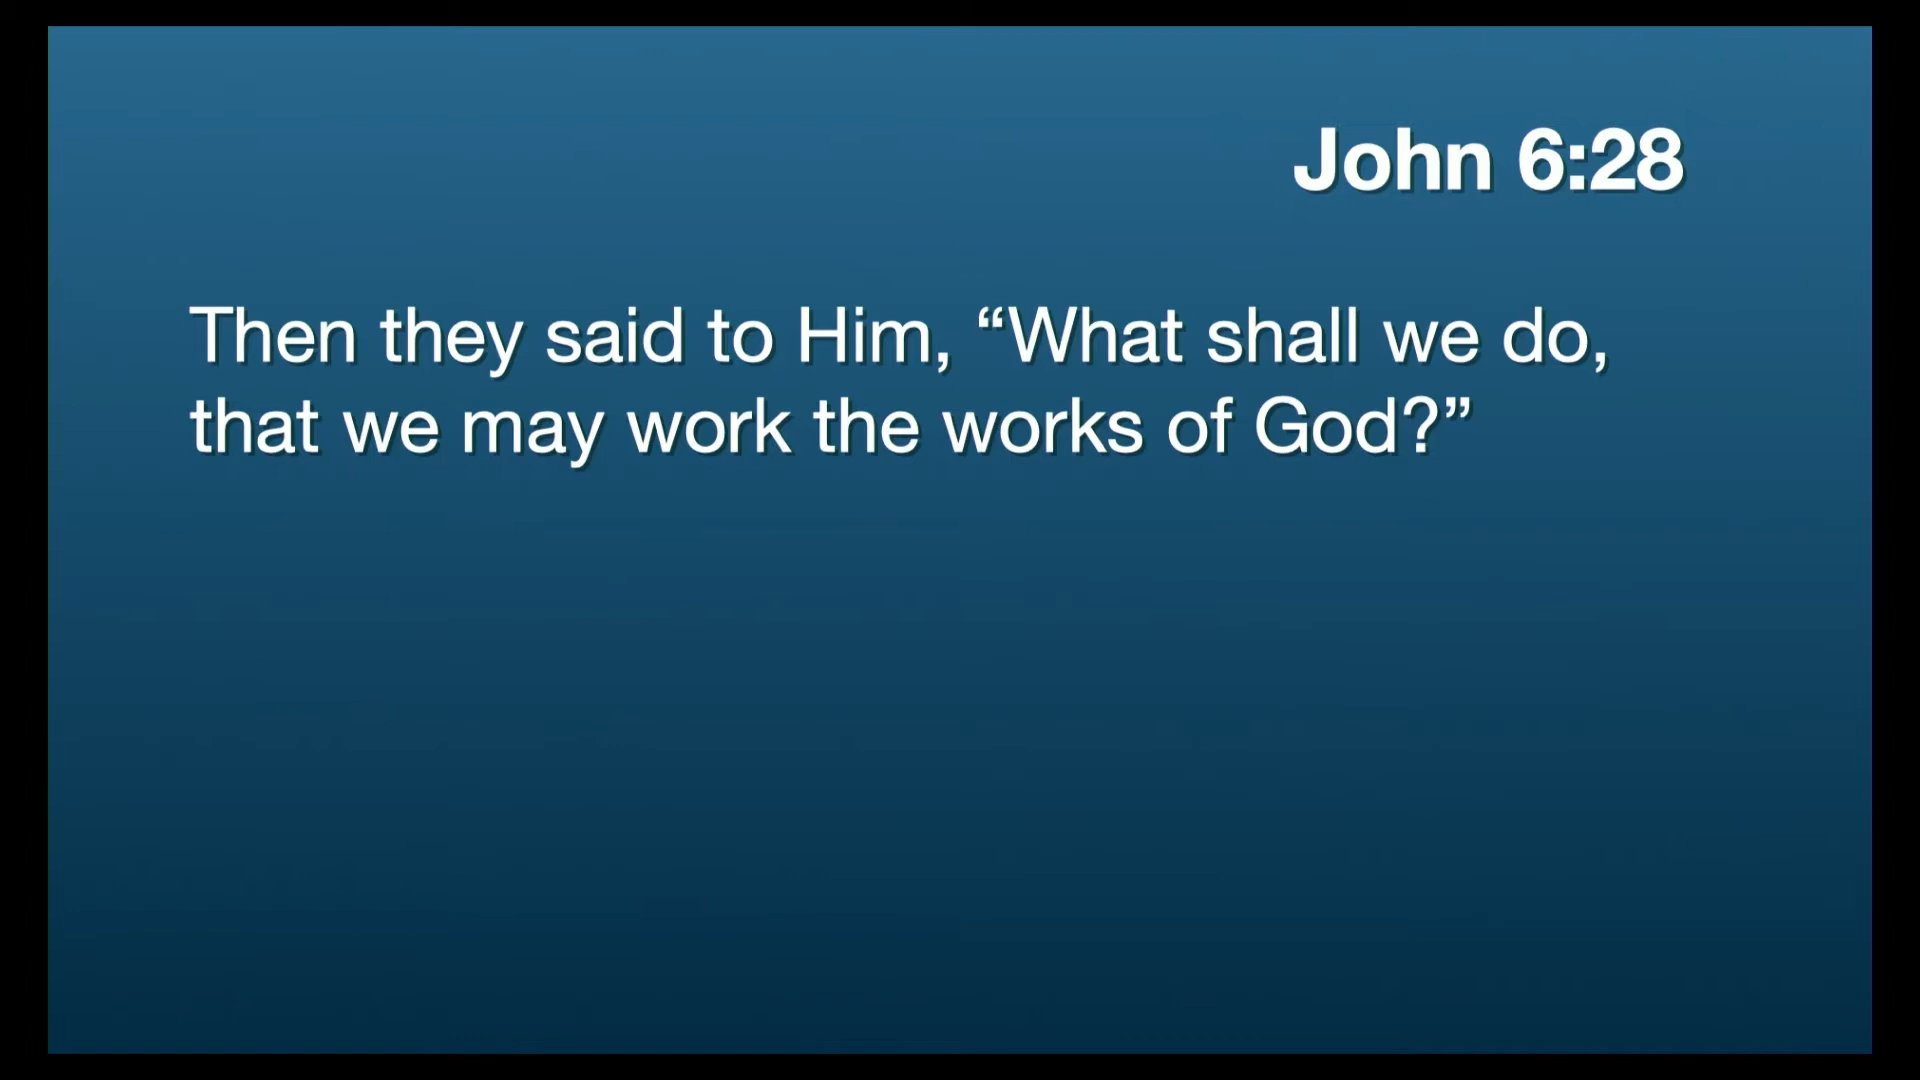 John 6:28
Then they said to Him, “What shall we do,
that we may work the works of God?”